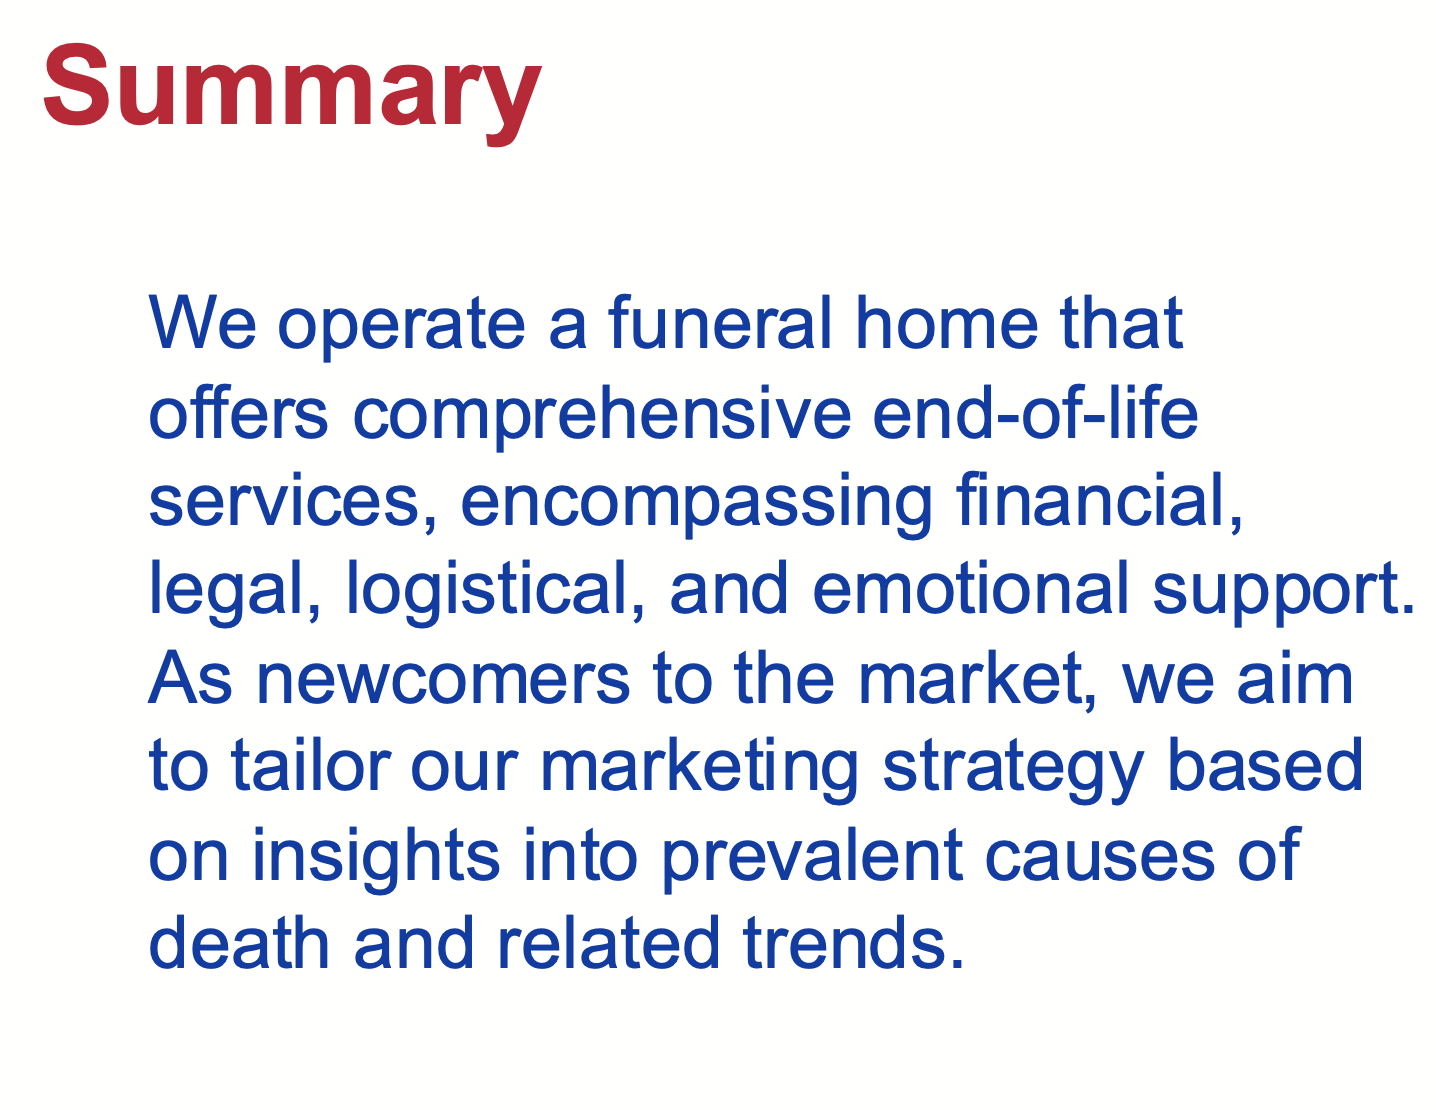 Summary
We operate a funeral home that
offers comprehensive end-of-life
services, encompassing financial,
legal, logistical, and emotional support.
As newcomers to the market, we aim
to tailor our marketing strategy based
on insights into prevalent causes of
death and related trends.